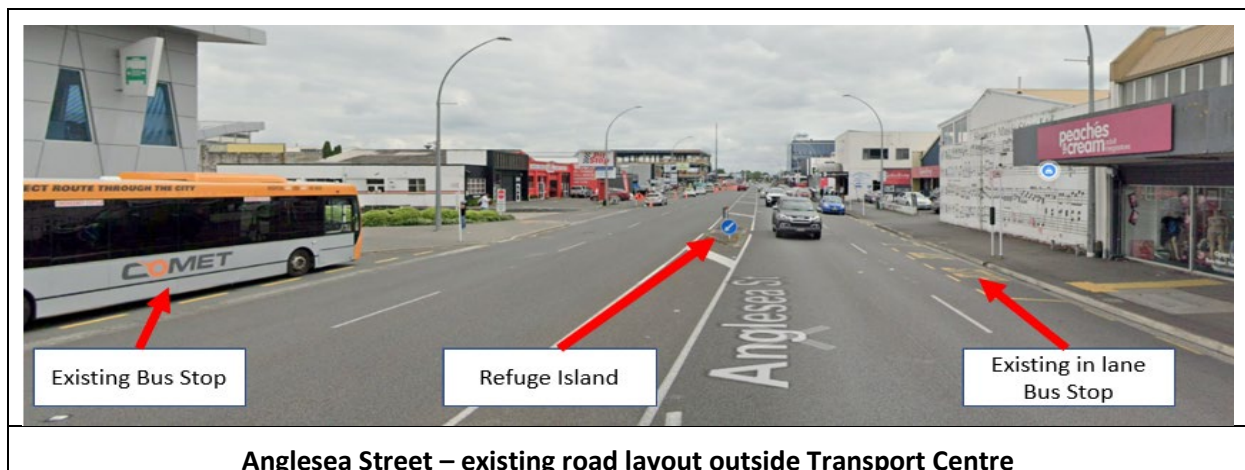 ECT ROUTE THROUGH THE CITY
COMET
peaches
& cream
Anglesea St
Existing Bus Stop
Refuge Island
Existing in lane
Bus Stop
Anglesea Street – existing road layout outside Transport Centre